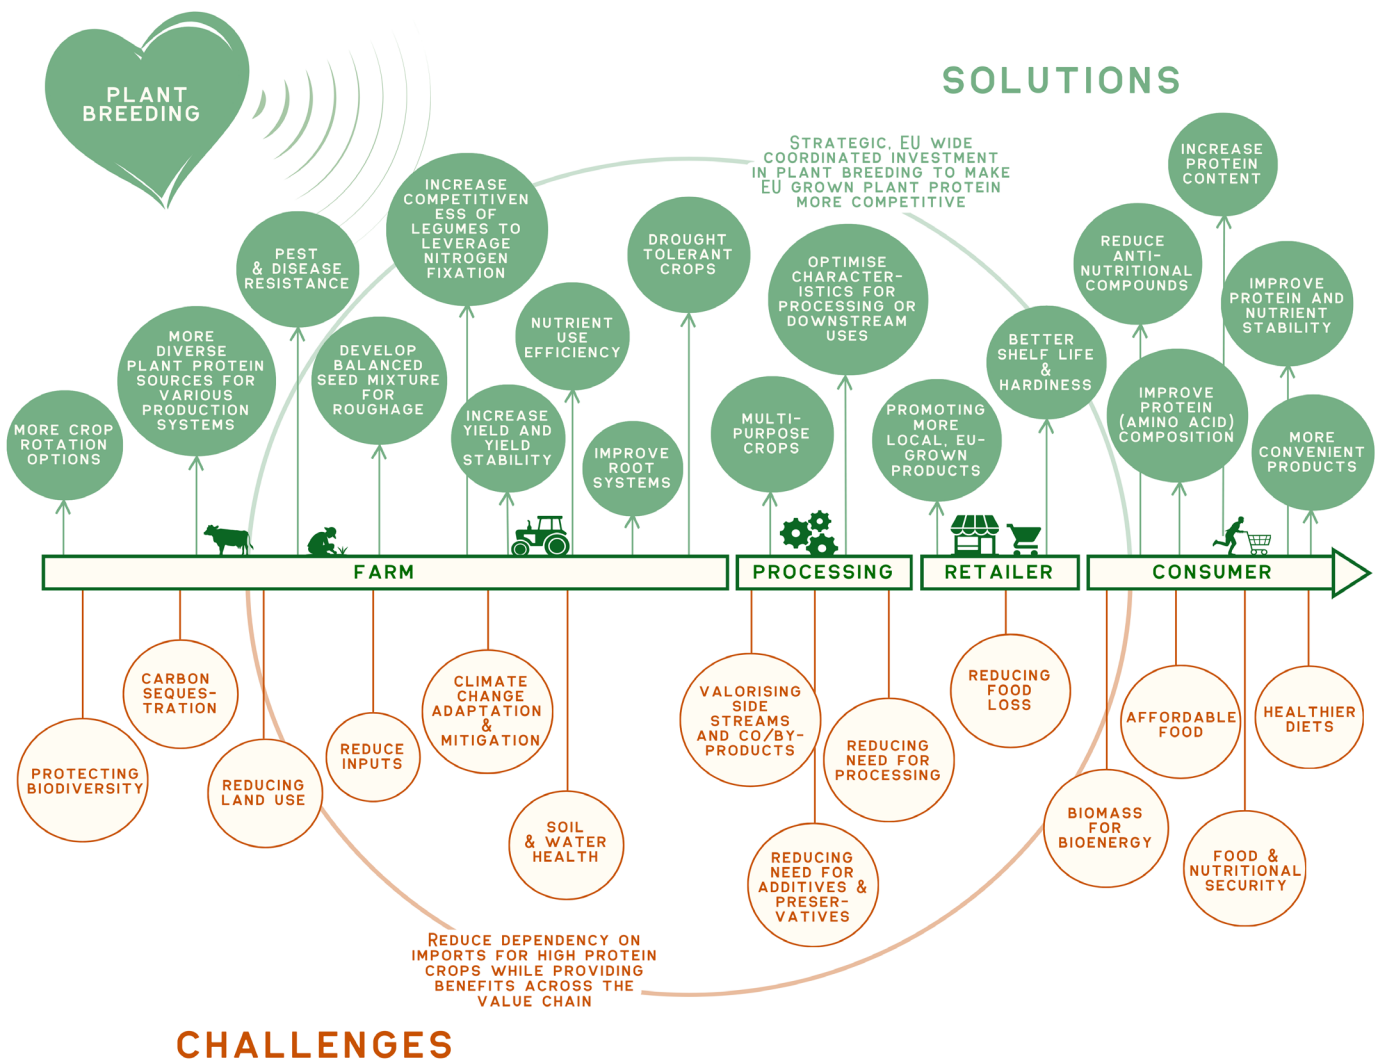 PLANT
BREEDING
SOLUTIONS
STRATEGIC, EU WIDE
COORDINATED INVESTMENT
IN PLANT BREEDING TO MAKE
EU GROWN PLANT PROTEIN
MORE COMPETITIVE
MORE CROP
ROTATION
OPTIONS
MORE
DIVERSE
PLANT PROTEIN
SOURCES FOR
VARIOUS
PRODUCTION
SYSTEMS
PEST
& DISEASE
RESISTANCE
DEVELOP
BALANCED
SEED MIXTURE
FOR
ROUGHAGE
INCREASE
COMPETITIVEN
ESS OF
LEGUMES TO
LEVERAGE
NITROGEN
FIXATION
INCREASE
YIELD AND
YIELD
STABILITY
NUTRIENT
USE
EFFICIENCY
IMPROVE
ROOT
SYSTEMS
DROUGHT
TOLERANT
CROPS
MULTI-
PURPOSE
CROPS
OPTIMISE
CHARACTER-
ISTICS FOR
PROCESSING OR
DOWNSTREAM
USES
PROMOTING
MORE
LOCAL, EU-
GROWN
PRODUCTS
BETTER
SHELF LIFE
&
HARDINESS
REDUCE
ANTI-
NUTRITIONAL
COMPOUNDS
IMPROVE
PROTEIN
(AMINO ACID)
COMPOSITION
INCREASE
PROTEIN
CONTENT
IMPROVE
PROTEIN AND
NUTRIENT
STABILITY
MORE
CONVENIENT
PRODUCTS
FARM
PROCESSING
RETAILER
CONSUMER
PROTECTING
BIODIVERSITY
CARBON
SEQUES-
TRATION
REDUCING
LAND USE
REDUCE
INPUTS
CLIMATE
CHANGE
ADAPTATION
&
MITIGATION
SOIL
& WATER
HEALTH
VALORISING
SIDE
STREAMS
AND CO/BY-
PRODUCTS
REDUCING
NEED FOR
ADDITIVES &
PRESER-
VATIVES
REDUCING
NEED FOR
PROCESSING
REDUCING
FOOD
LOSS
BIOMASS
FOR
BIOENERGY
AFFORDABLE
FOOD
FOOD &
NUTRITIONAL
SECURITY
HEALTHIER
DIETS
REDUCE DEPENDENCY ON
IMPORTS FOR HIGH PROTEIN
CROPS WHILE PROVIDING
BENEFITS ACROSS THE
VALUE CHAIN
CHALLENGES